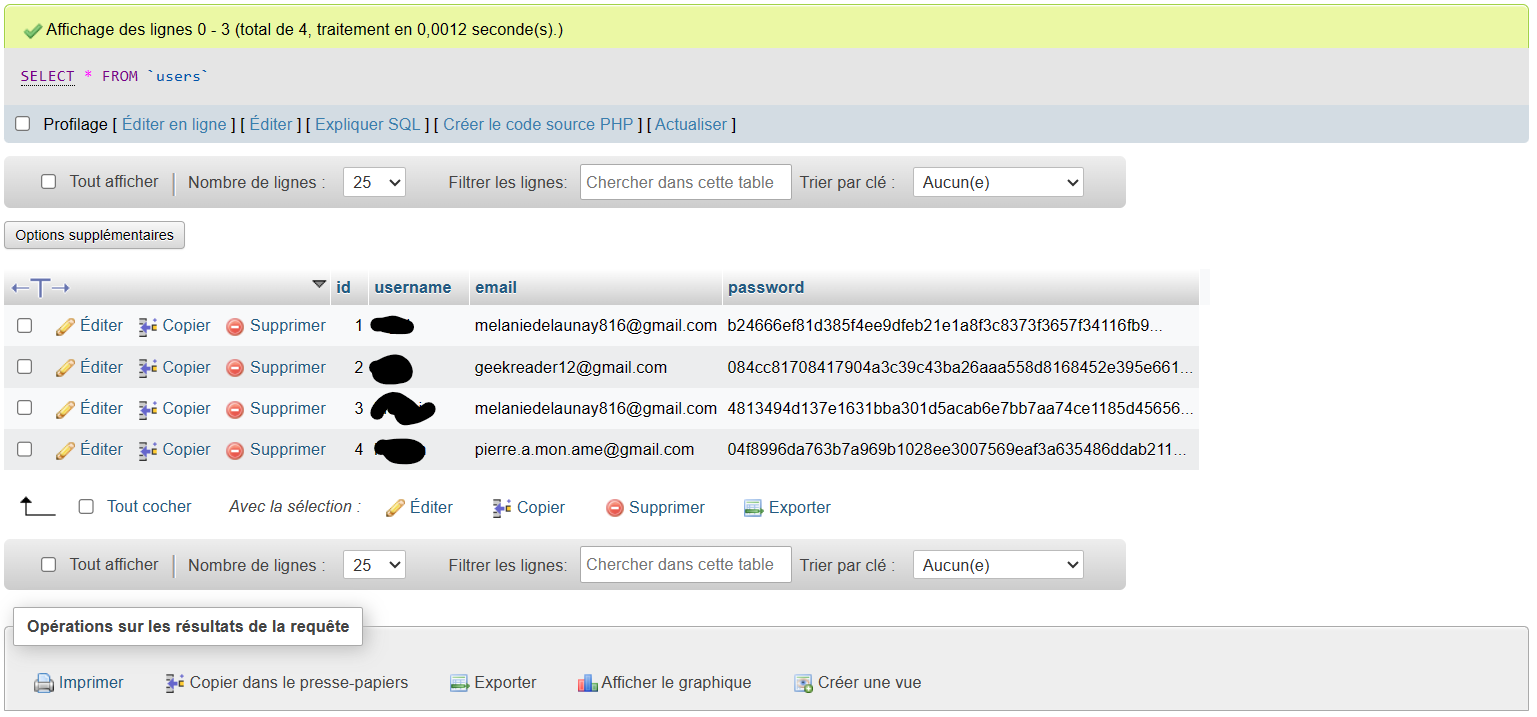 Affichage des lignes 0 - 3 (total de 4, traitement en 0,0012 seconde(s).)
SELECT * FROM `users`
Profilage [ Éditer en ligne ] [ Éditer ] [ Expliquer SQL ] [ Créer le code source PHP ] [ Actualiser ]
Tout afficher | Nombre de lignes : 25 Filtrer les lignes: Chercher dans cette table Trier par clé : Aucun(e)
Options supplémentaires
id username email password
Éditer Copier Supprimer 1 melaniedelaunay816@gmail.com b24666ef81d385f4ee9dfeb21e1a8f3c8373f3657f34116fb9...
Éditer Copier Supprimer 2 geekreader12@gmail.com 084cc81708417904a3c39c43ba26aaa558d8168452e395e661...
Éditer Copier Supprimer 3 melaniedelaunay816@gmail.com 4813494d137e1631bba301d5acab6e7bb7aa74ce1185d45656...
Éditer Copier Supprimer 4 pierre.a.mon.ame@gmail.com 04f8996da763b7a969b1028ee3007569eaf3a635486ddab211...
Tout cocher Avec la sélection : Éditer Copier Supprimer Exporter
Tout afficher | Nombre de lignes : 25 Filtrer les lignes: Chercher dans cette table Trier par clé : Aucun(e)
Opérations sur les résultats de la requête
Imprimer Copier dans le presse-papiers Exporter Afficher le graphique Créer une vue